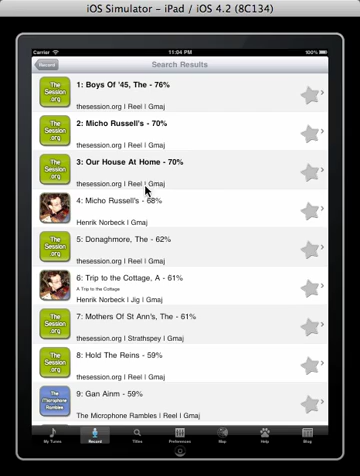 iOS Simulator - iPad / iOS 4.2 (8C134)
Carrier 11:04 PM 100%
Record Search Results
The Session .org
1: Boys Of '45, The - 76%
thesession.org | Reel | Gmaj
The Session .org
2: Micho Russell's - 70%
thesession.org | Reel | Gmaj
The Session .org
3: Our House At Home - 70%
thesession.org | Reel | Gmaj
4: Micho Russell's - 68%
Henrik Norbeck | Gmaj
The Session .org
5: Donaghmore, The - 62%
thesession.org | Reel | Gmaj
6: Trip to the Cottage, A - 61%
A Trip to the Cottage
Henrik Norbeck | Jig | Gmaj
The Session .org
7: Mothers Of St Ann's, The - 61%
thesession.org | Strathspey | Gmaj
The Session .org
8: Hold The Reins - 59%
thesession.org | Reel | Gmaj
The Microphone Rambles
9: Gan Ainm - 59%
The Microphone Rambles | Reel | Gmaj
My Tunes Record Titles Preferences Map Help Blog